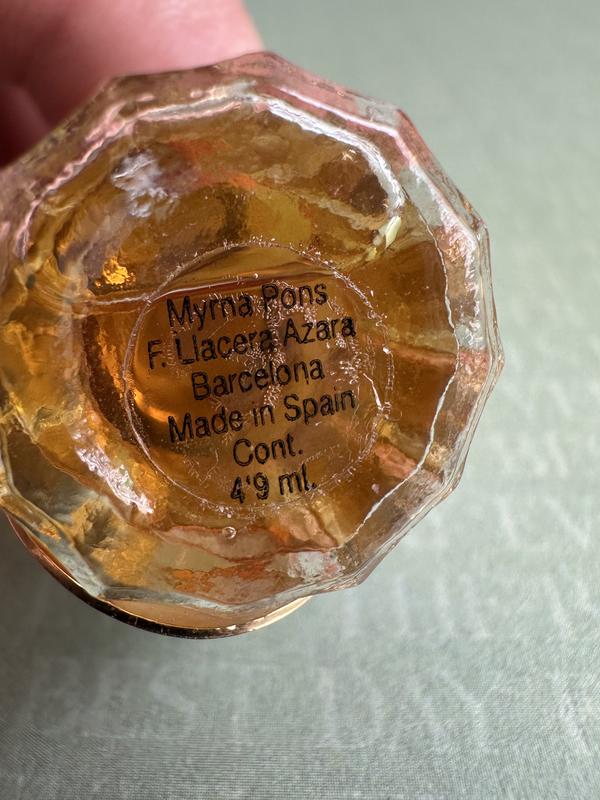 Myrna Pons
F. Llacera Azara
Barcelona
Made in Spain
Cont.
4'9 ml.